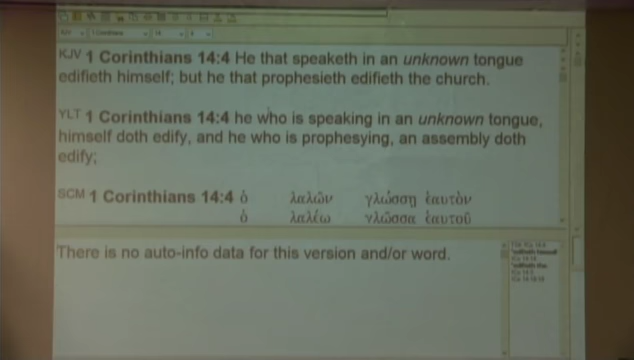 KJV 1 Corinthians 14:4 He that speaketh in an unknown tongue
edifieth himself; but he that prophesieth edifieth the church.
YLT 1 Corinthians 14:4 he who is speaking in an unknown tongue,
himself doth edify, and he who is prophesying, an assembly doth
edify;
SCM 1 Corinthians 14:4 ὁ λαλῶν γλώσσῃ ἑαυτὸν
ὁ λαλέω γλῶσσα ἑαυτοῦ
There is no auto-info data for this version and/or word.